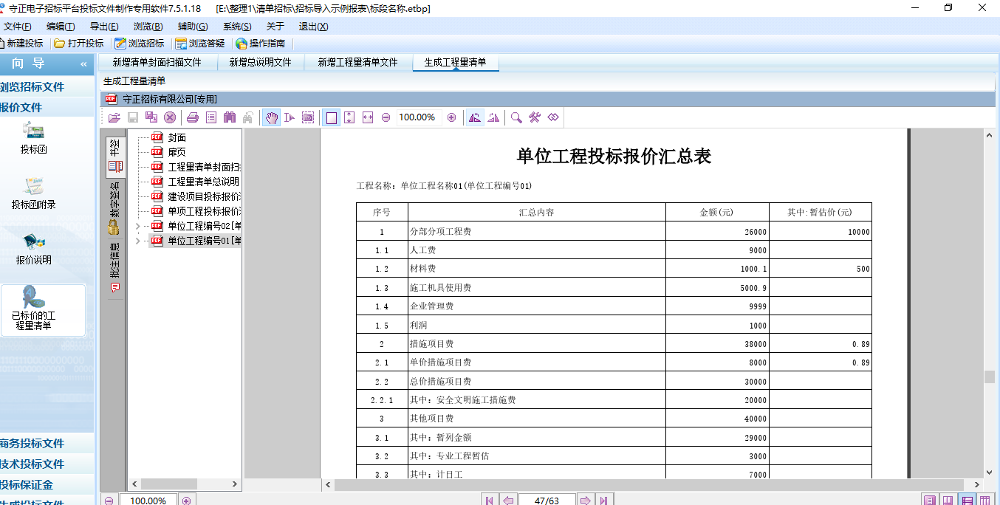 守正电子招标平台投标文件制作专用软件7.5.1.18 [E:\整理1\清单招标\招标导入示例报表\标段名称.etbp]
文件(F) 编辑(T) 导出(E) 浏览(B) 辅助(G) 系统(S) 关于 退出(X)
新建投标 打开投标 浏览招标 浏览答疑 操作指南
向 导 «
浏览招标文件
报价文件
投标函
投标函附录
报价说明
已标价的工
程量清单
商务投标文件
技术投标文件
投标保证金
生成投标文件
新增清单封面扫描文件 新增总说明文件 新增工程量清单文件 生成工程量清单
生成工程量清单
守正招标有限公司[专用]
100.00%
书签
数字签名
批注信息
封面
扉页
工程量清单封面扫
工程量清单总说明
建设项目投标报价
单项工程投标报价
单位工程编号02[单
单位工程编号01[单
单位工程投标报价汇总表
工程名称：单位工程名称01(单位工程编号01)
序号 汇总内容 金额(元) 其中:暂估价(元)
1 分部分项工程费 26000 10000
1.1 人工费 9000
1.2 材料费 1000.1 500
1.3 施工机具使用费 5000.9
1.4 企业管理费 9999
1.5 利润 1000
2 措施项目费 38000 0.89
2.1 单价措施项目费 8000 0.89
2.2 总价措施项目费 30000
2.2.1 其中：安全文明施工措施费 20000
3 其他项目费 40000
3.1 其中：暂列金额 29000
3.2 其中：专业工程暂估 3000
3.3 其中：计日工 7000
100.00% 47/63